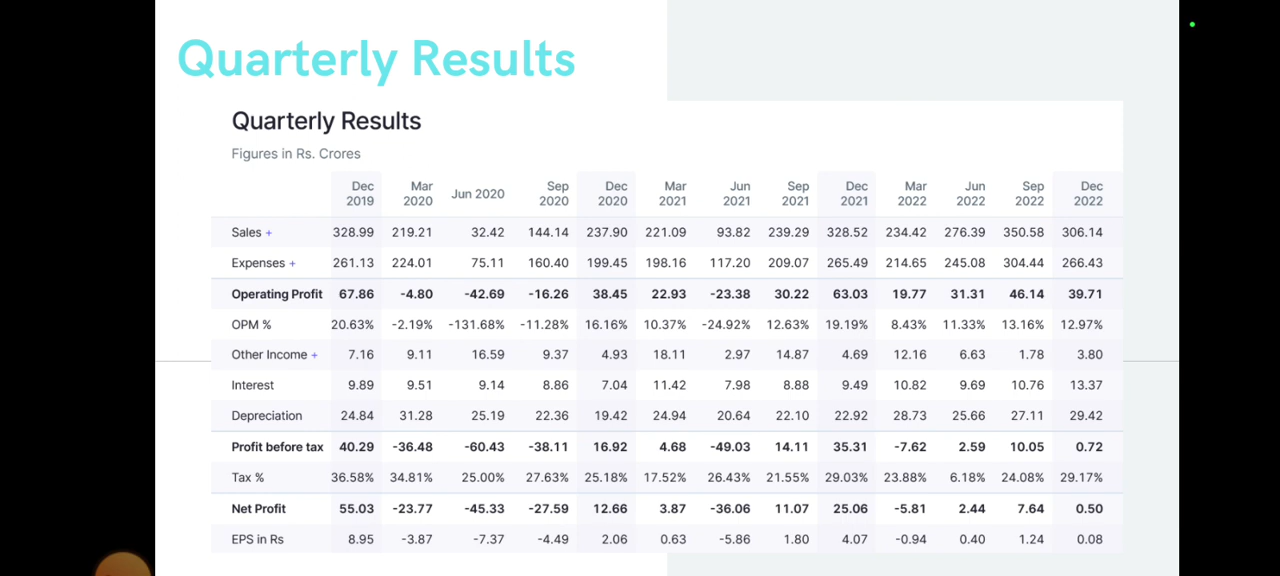 Quarterly Results
Quarterly Results
Figures in Rs. Crores
Dec 2019 Mar 2020 Jun 2020 Sep 2020 Dec 2020 Mar 2021 Jun 2021 Sep 2021 Dec 2021 Mar 2022 Jun 2022 Sep 2022 Dec 2022
Sales + 328.99 219.21 32.42 144.14 237.90 221.09 93.82 239.29 328.52 234.42 276.39 350.58 306.14
Expenses + 261.13 224.01 75.11 160.40 199.45 198.16 117.20 209.07 265.49 214.65 245.08 304.44 266.43
Operating Profit 67.86 -4.80 -42.69 -16.26 38.45 22.93 -23.38 30.22 63.03 19.77 31.31 46.14 39.71
OPM % 20.63% -2.19% -131.68% -11.28% 16.16% 10.37% -24.92% 12.63% 19.19% 8.43% 11.33% 13.16% 12.97%
Other Income + 7.16 9.11 16.59 9.37 4.93 18.11 2.97 14.87 4.69 12.16 6.63 1.78 3.80
Interest 9.89 9.51 9.14 8.86 7.04 11.42 7.98 8.88 9.49 10.82 9.69 10.76 13.37
Depreciation 24.84 31.28 25.19 22.36 19.42 24.94 20.64 22.10 22.92 28.73 25.66 27.11 29.42
Profit before tax 40.29 -36.48 -60.43 -38.11 16.92 4.68 -49.03 14.11 35.31 -7.62 2.59 10.05 0.72
Tax % 36.58% 34.81% 25.00% 27.63% 25.18% 17.52% 26.43% 21.55% 29.03% 23.88% 6.18% 24.08% 29.17%
Net Profit 55.03 -23.77 -45.33 -27.59 12.66 3.87 -36.06 11.07 25.06 -5.81 2.44 7.64 0.50
EPS in Rs 8.95 -3.87 -7.37 -4.49 2.06 0.63 -5.86 1.80 4.07 -0.94 0.40 1.24 0.08